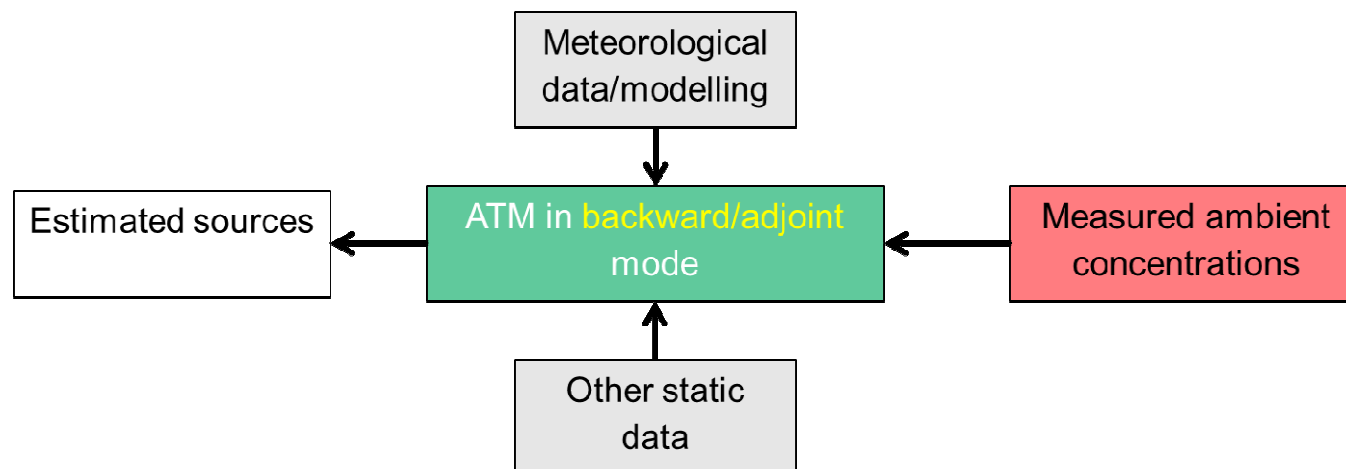 Meteorological
data/modelling
Estimated sources
ATM in backward/adjoint
mode
Measured ambient
concentrations
Other static
data